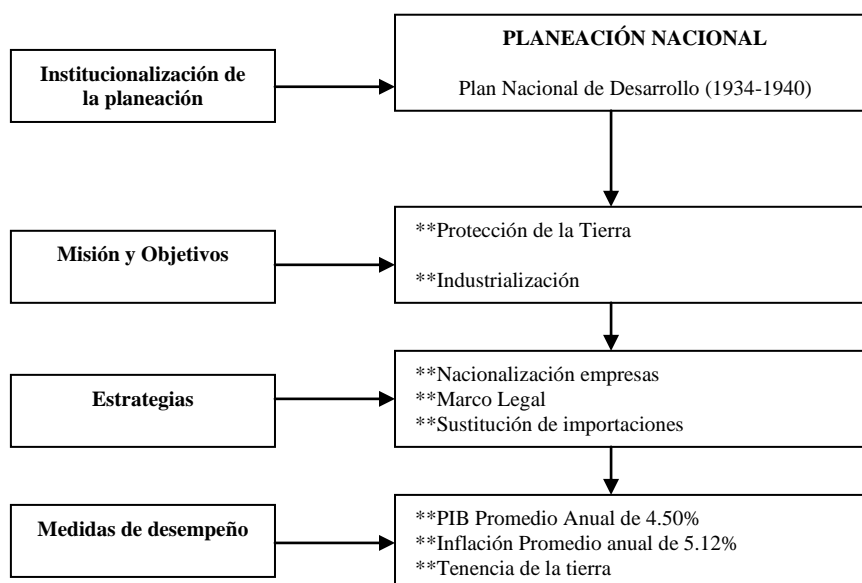 Institucionalización de
la planeación
PLANEACIÓN NACIONAL
Plan Nacional de Desarrollo (1934-1940)
Misión y Objetivos
**Protección de la Tierra
**Industrialización
Estrategias
**Nacionalización empresas
**Marco Legal
**Sustitución de importaciones
Medidas de desempeño
**PIB Promedio Anual de 4.50%
**Inflación Promedio anual de 5.12%
**Tenencia de la tierra